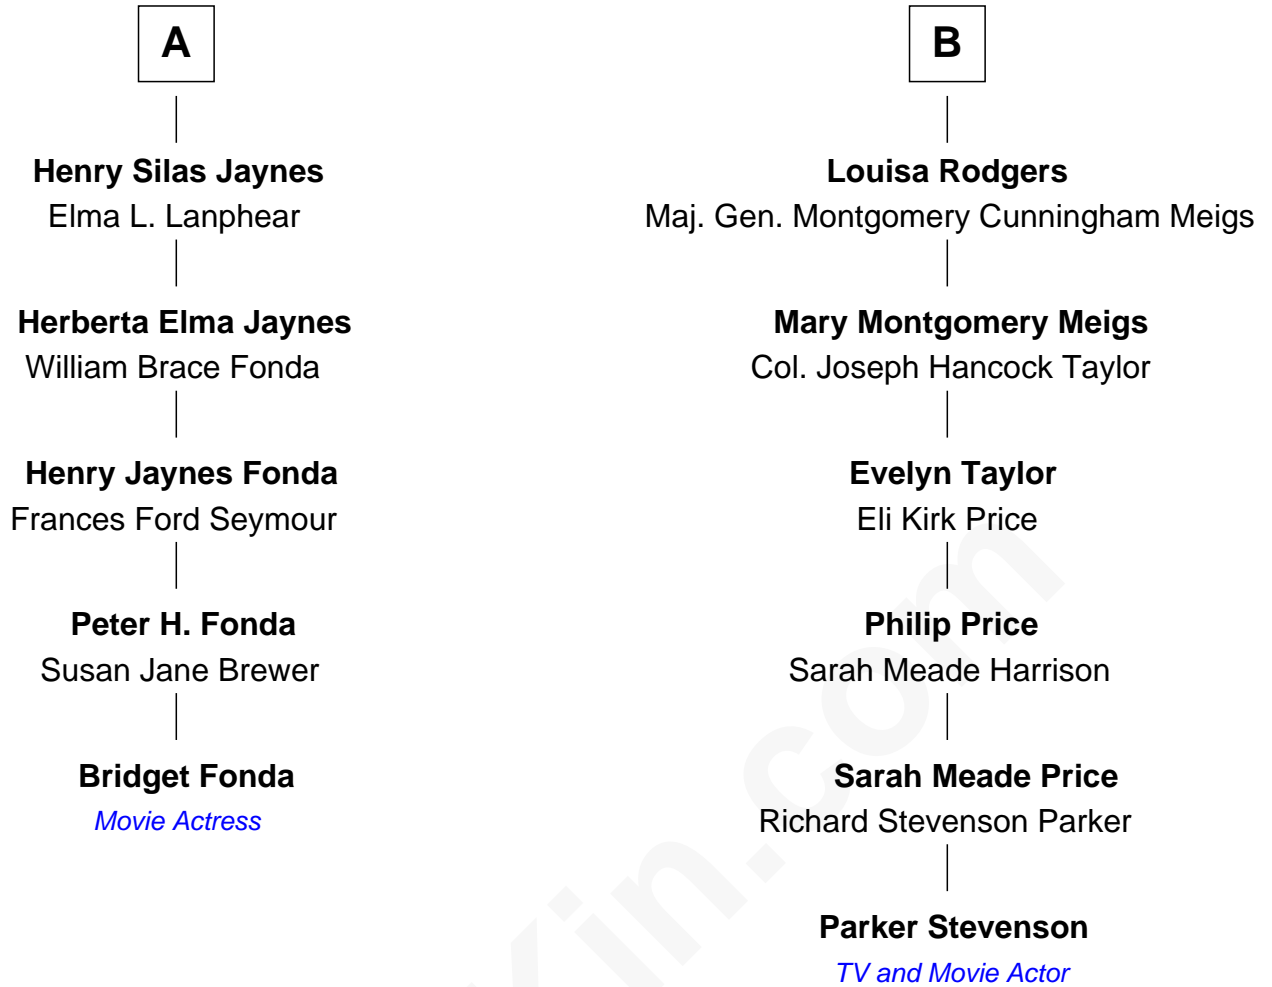 A
Henry Silas Jaynes
Elma L. Lanphear
Herberta Elma Jaynes
William Brace Fonda
Henry Jaynes Fonda
Frances Ford Seymour
Peter H. Fonda
Susan Jane Brewer
Bridget Fonda
Movie Actress
B
Louisa Rodgers
Maj. Gen. Montgomery Cunningham Meigs
Mary Montgomery Meigs
Col. Joseph Hancock Taylor
Evelyn Taylor
Eli Kirk Price
Philip Price
Sarah Meade Harrison
Sarah Meade Price
Richard Stevenson Parker
Parker Stevenson
TV and Movie Actor
Kin.com